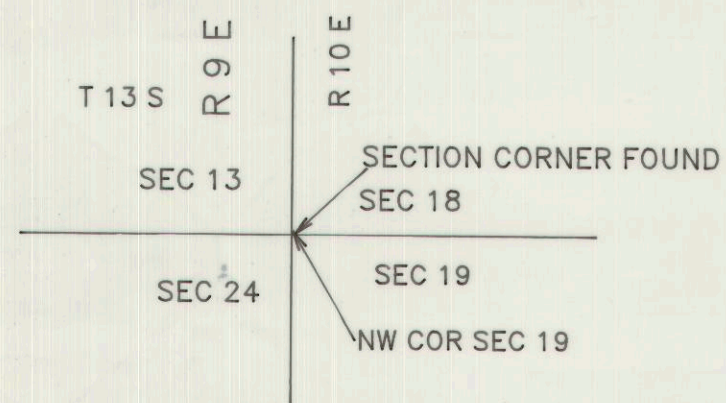 T 13 S
R 9 E
R 10 E
SECTION CORNER FOUND
SEC 13
SEC 18
SEC 24
SEC 19
NW COR SEC 19